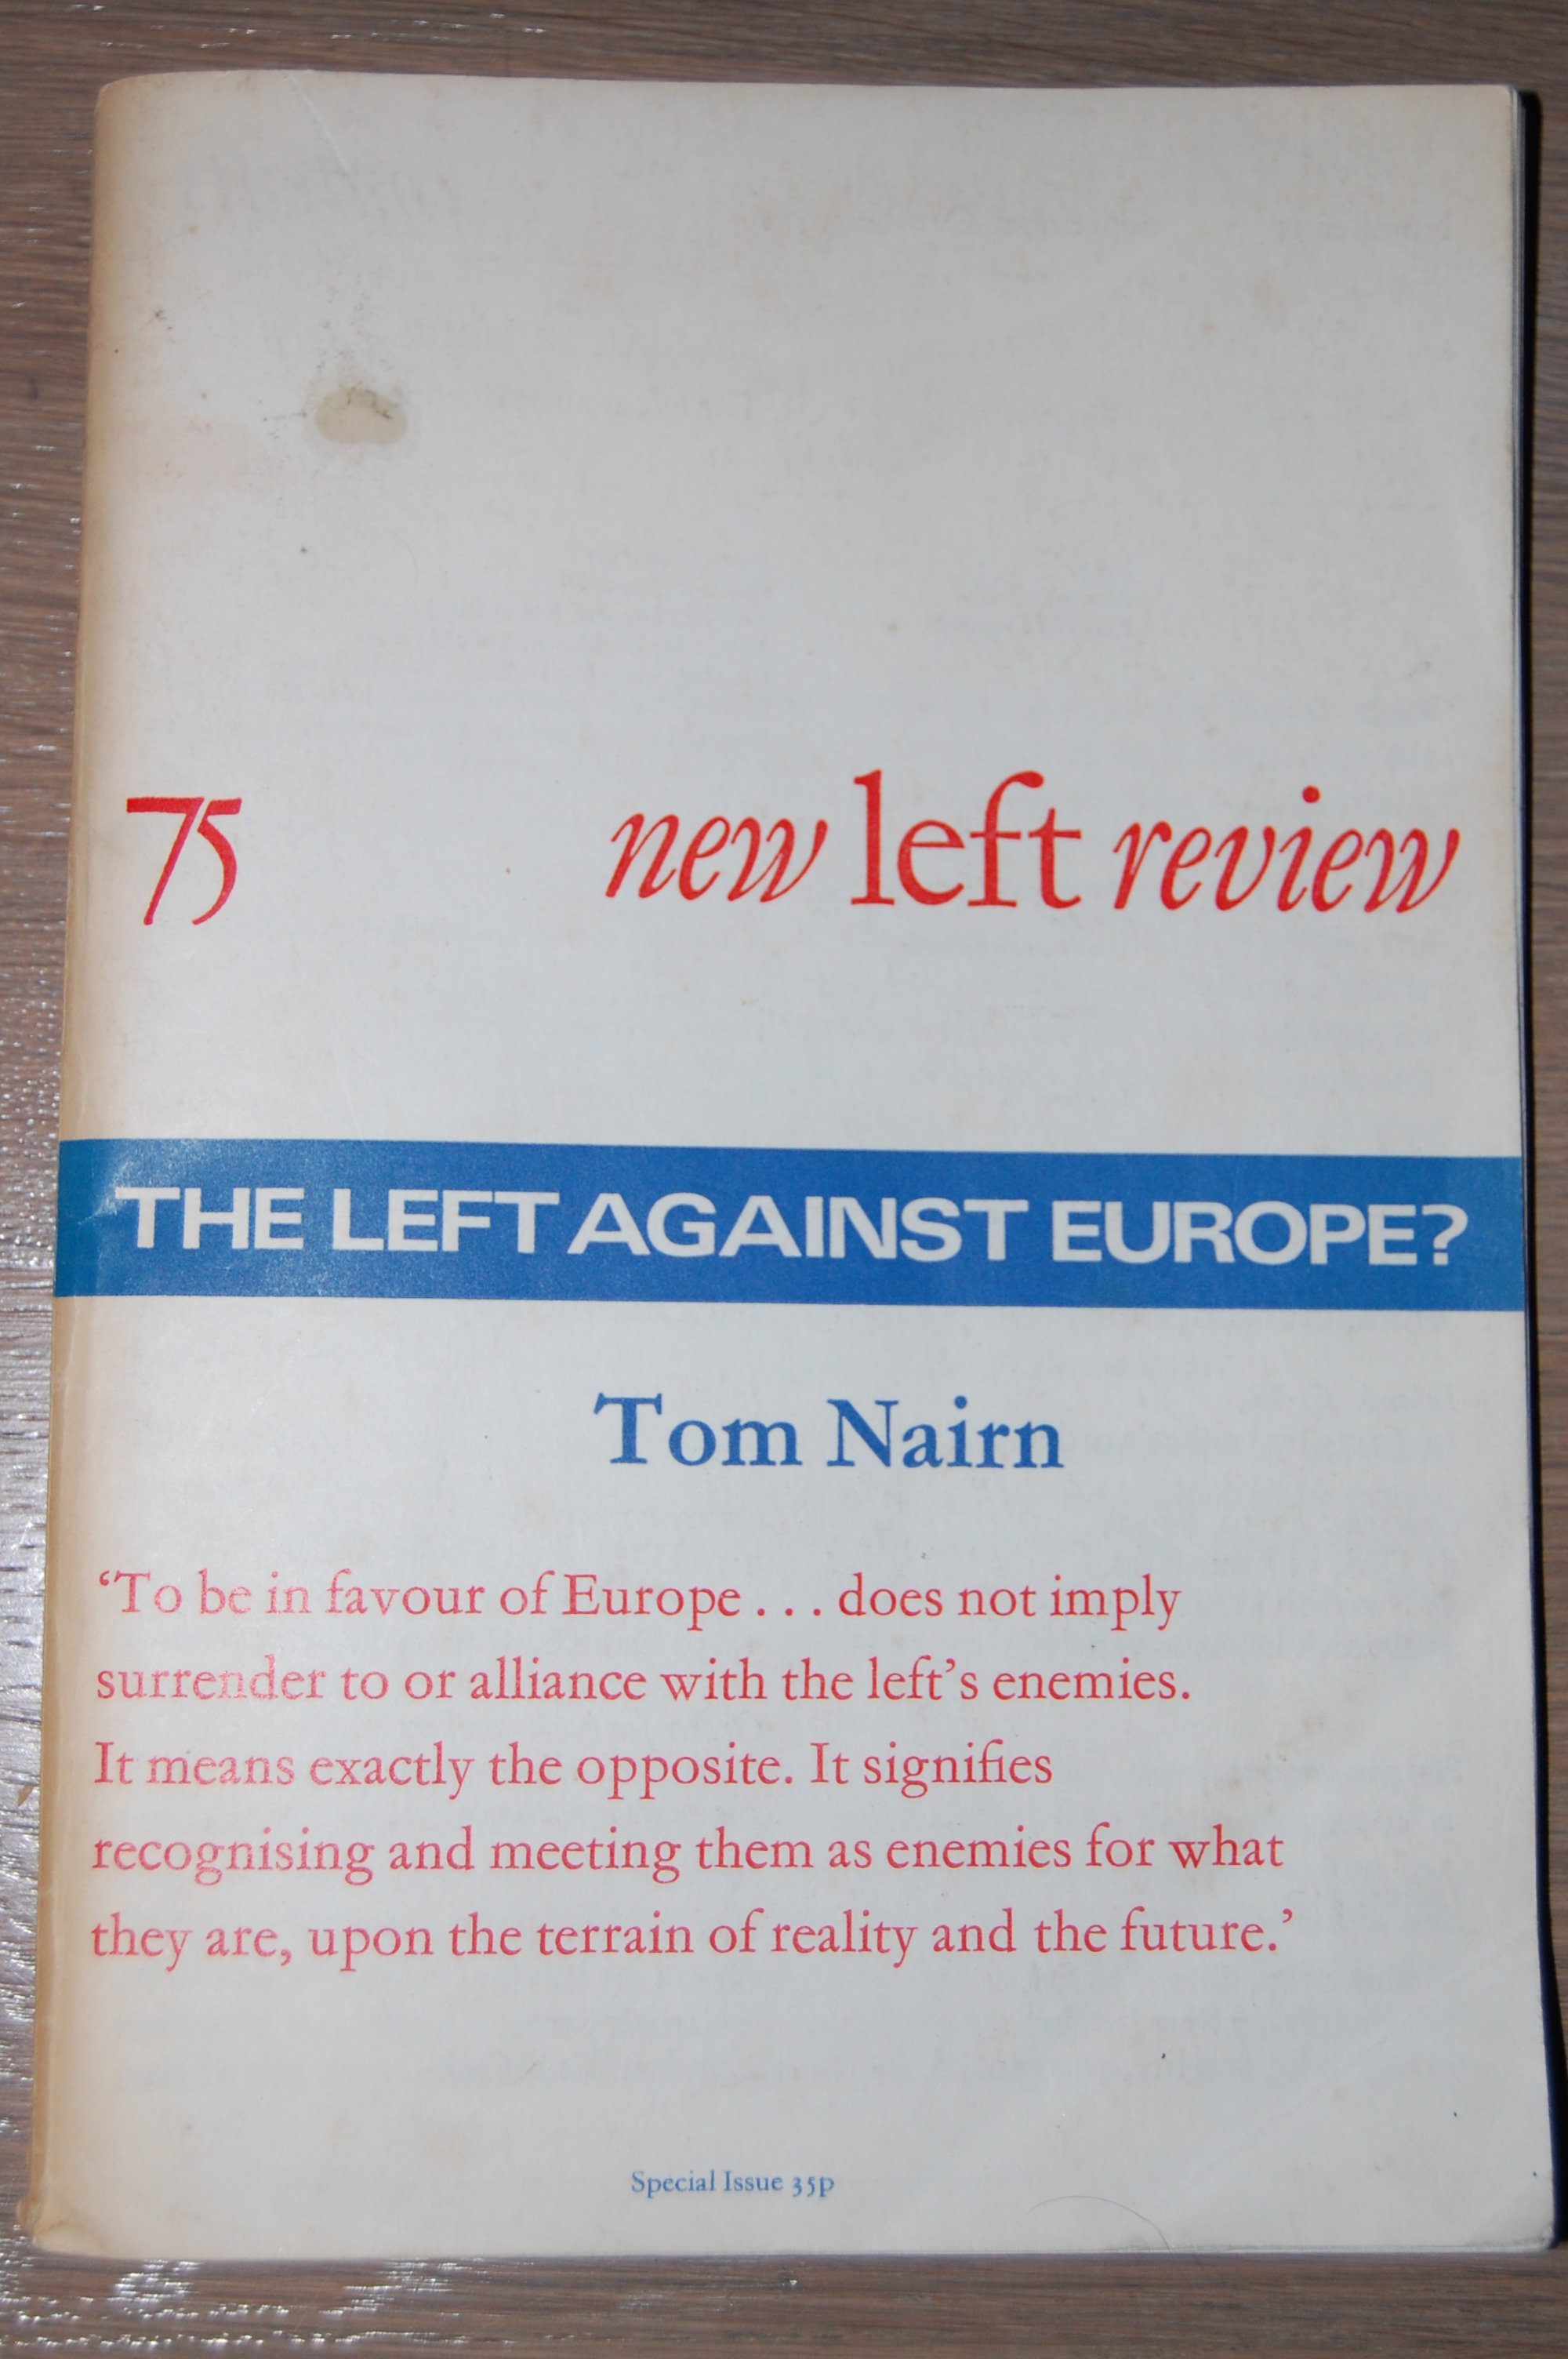 75 new left review
THE LEFT AGAINST EUROPE?
Tom Nairn
‘To be in favour of Europe . . . does not imply
surrender to or alliance with the left’s enemies.
It means exactly the opposite. It signifies
recognising and meeting them as enemies for what
they are, upon the terrain of reality and the future.’
Special Issue 35p